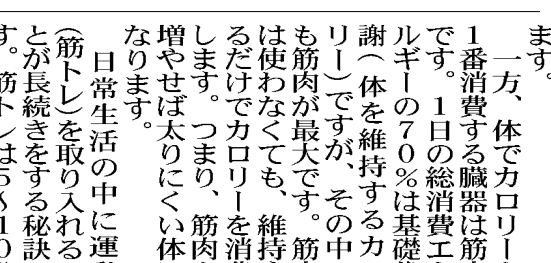 ます。
一方、体でカロリー
1番消費する臓器は筋
です。1日の総消費エ
ルギーの70%は基礎
謝(体を維持するカ
リー)ですが、その中
も筋肉が最大です。筋
は使わなくても、維持
るだけでカロリーを消
します。つまり、筋肉
増やせば太りにくい体
なります。
日常生活の中に運
(筋トレ)を取り入れる
とが長続きをする秘訣
す。筋トレは5〜10